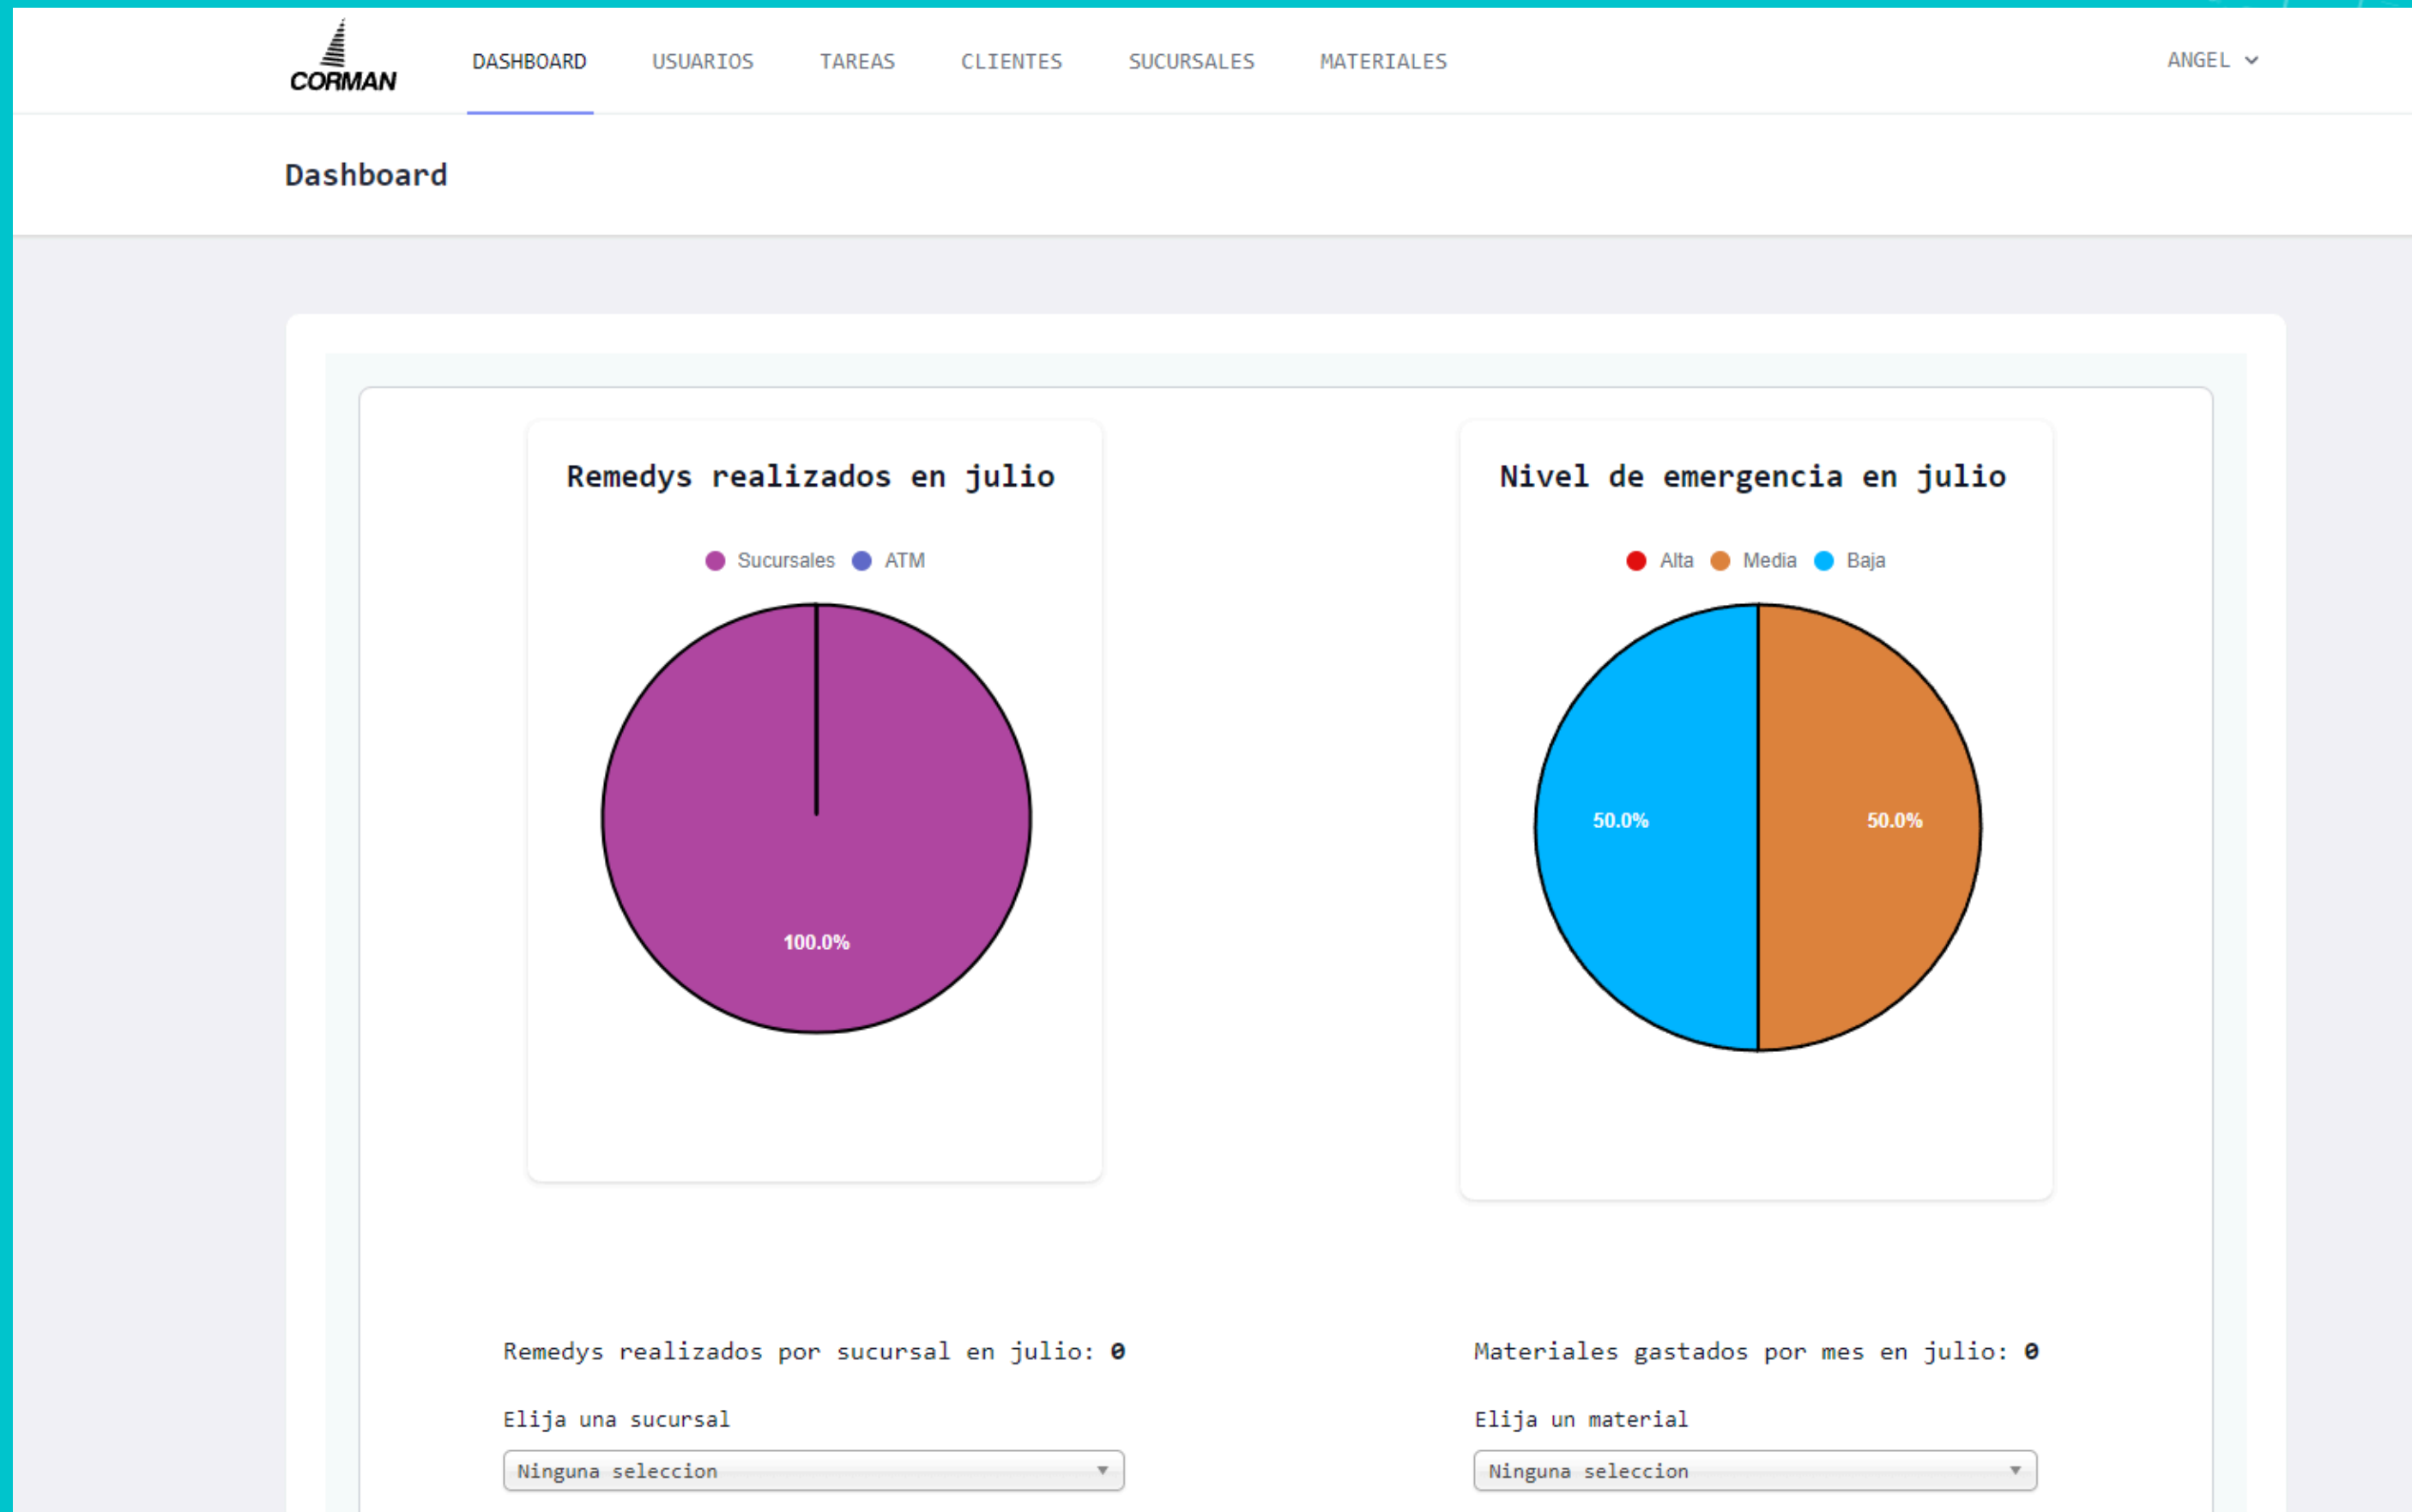 CORMAN
DASHBOARD USUARIOS TAREAS CLIENTES SUCURSALES MATERIALES ANGEL
Dashboard
Remedys realizados en julio
Sucursales ATM
100.0%
Nivel de emergencia en julio
Alta Media Baja
50.0% 50.0%
Remedys realizados por sucursal en julio: 0
Elija una sucursal
Ninguna seleccion
Materiales gastados por mes en julio: 0
Elija un material
Ninguna seleccion